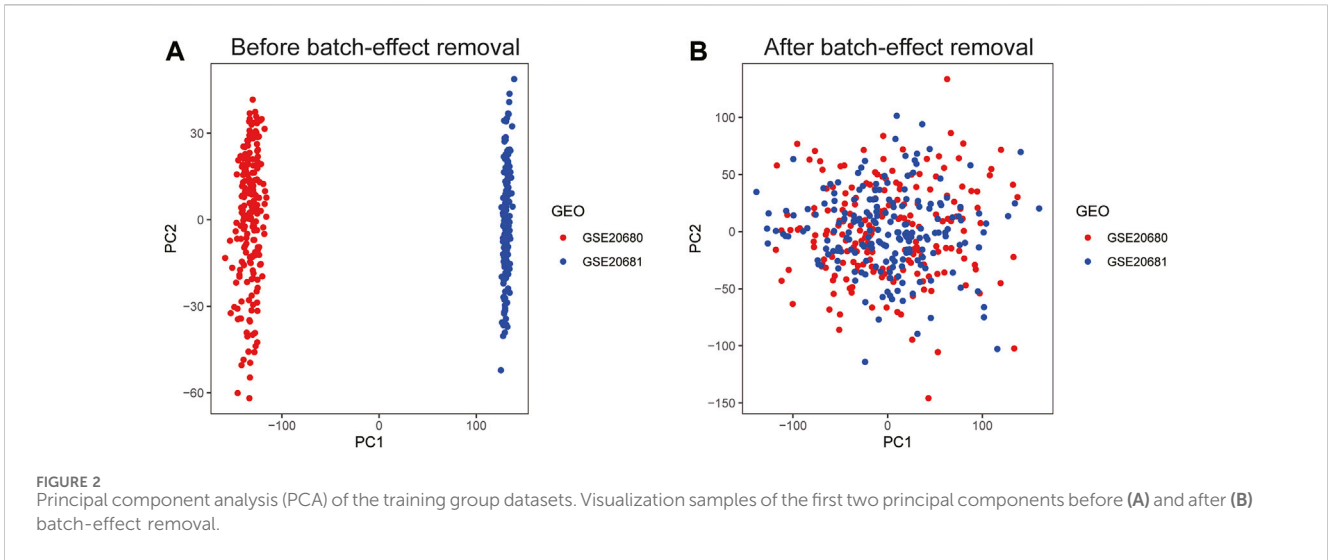 A Before batch-effect removal
30
0
−30
−60
PC2
−100 0 100
PC1
GEO
GSE20680
GSE20681
B After batch-effect removal
100
50
0
−50
−100
−150
PC2
−100 0 100
PC1
GEO
GSE20680
GSE20681
FIGURE 2
Principal component analysis (PCA) of the training group datasets. Visualization samples of the first two principal components before (A) and after (B)
batch-effect removal.